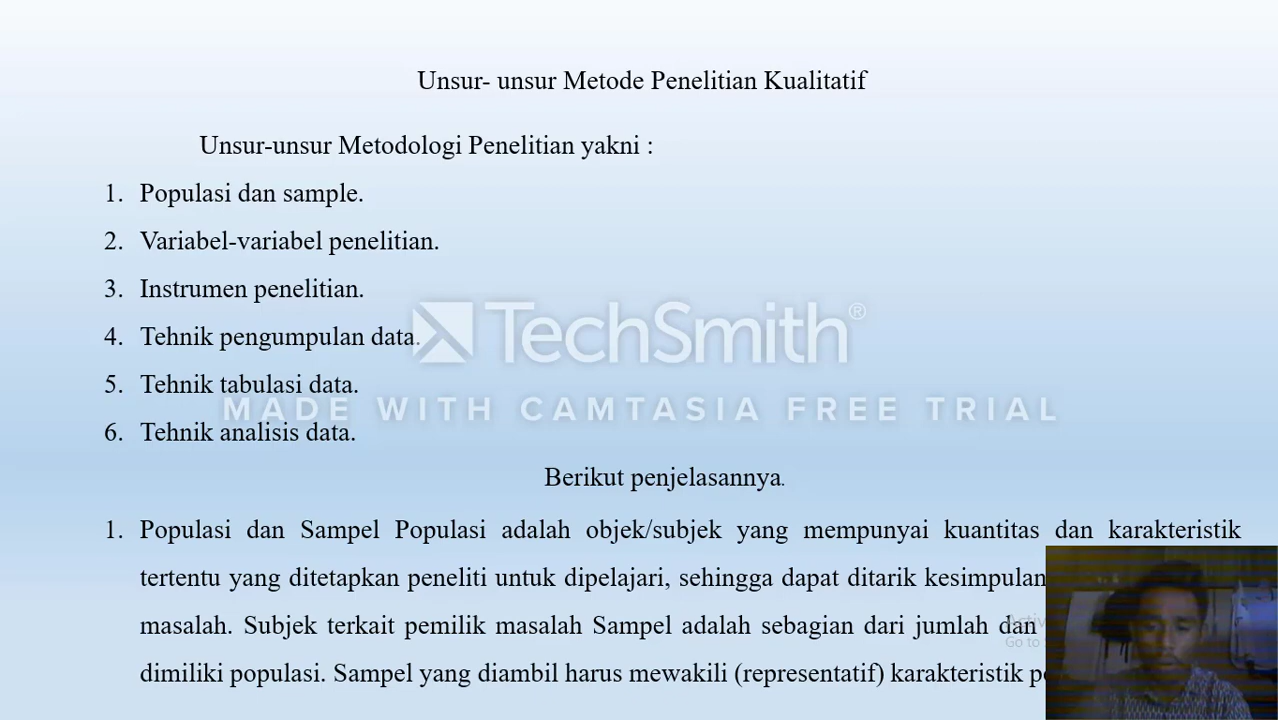 Unsur- unsur Metode Penelitian Kualitatif
Unsur-unsur Metodologi Penelitian yakni :
1. Populasi dan sample.
2. Variabel-variabel penelitian.
3. Instrumen penelitian.
4. Tehnik pengumpulan data.
TechSmith®
5. Tehnik tabulasi data.
MADE WITH CAMTASIA FREE TRIAL
6. Tehnik analisis data.
Berikut penjelasannya.
1. Populasi dan Sampel Populasi adalah objek/subjek yang mempunyai kuantitas dan karakteristik
tertentu yang ditetapkan peneliti untuk dipelajari, sehingga dapat ditarik kesimpulan
masalah. Subjek terkait pemilik masalah Sampel adalah sebagian dari jumlah dan
Go to
dimiliki populasi. Sampel yang diambil harus mewakili (representatif) karakteristik